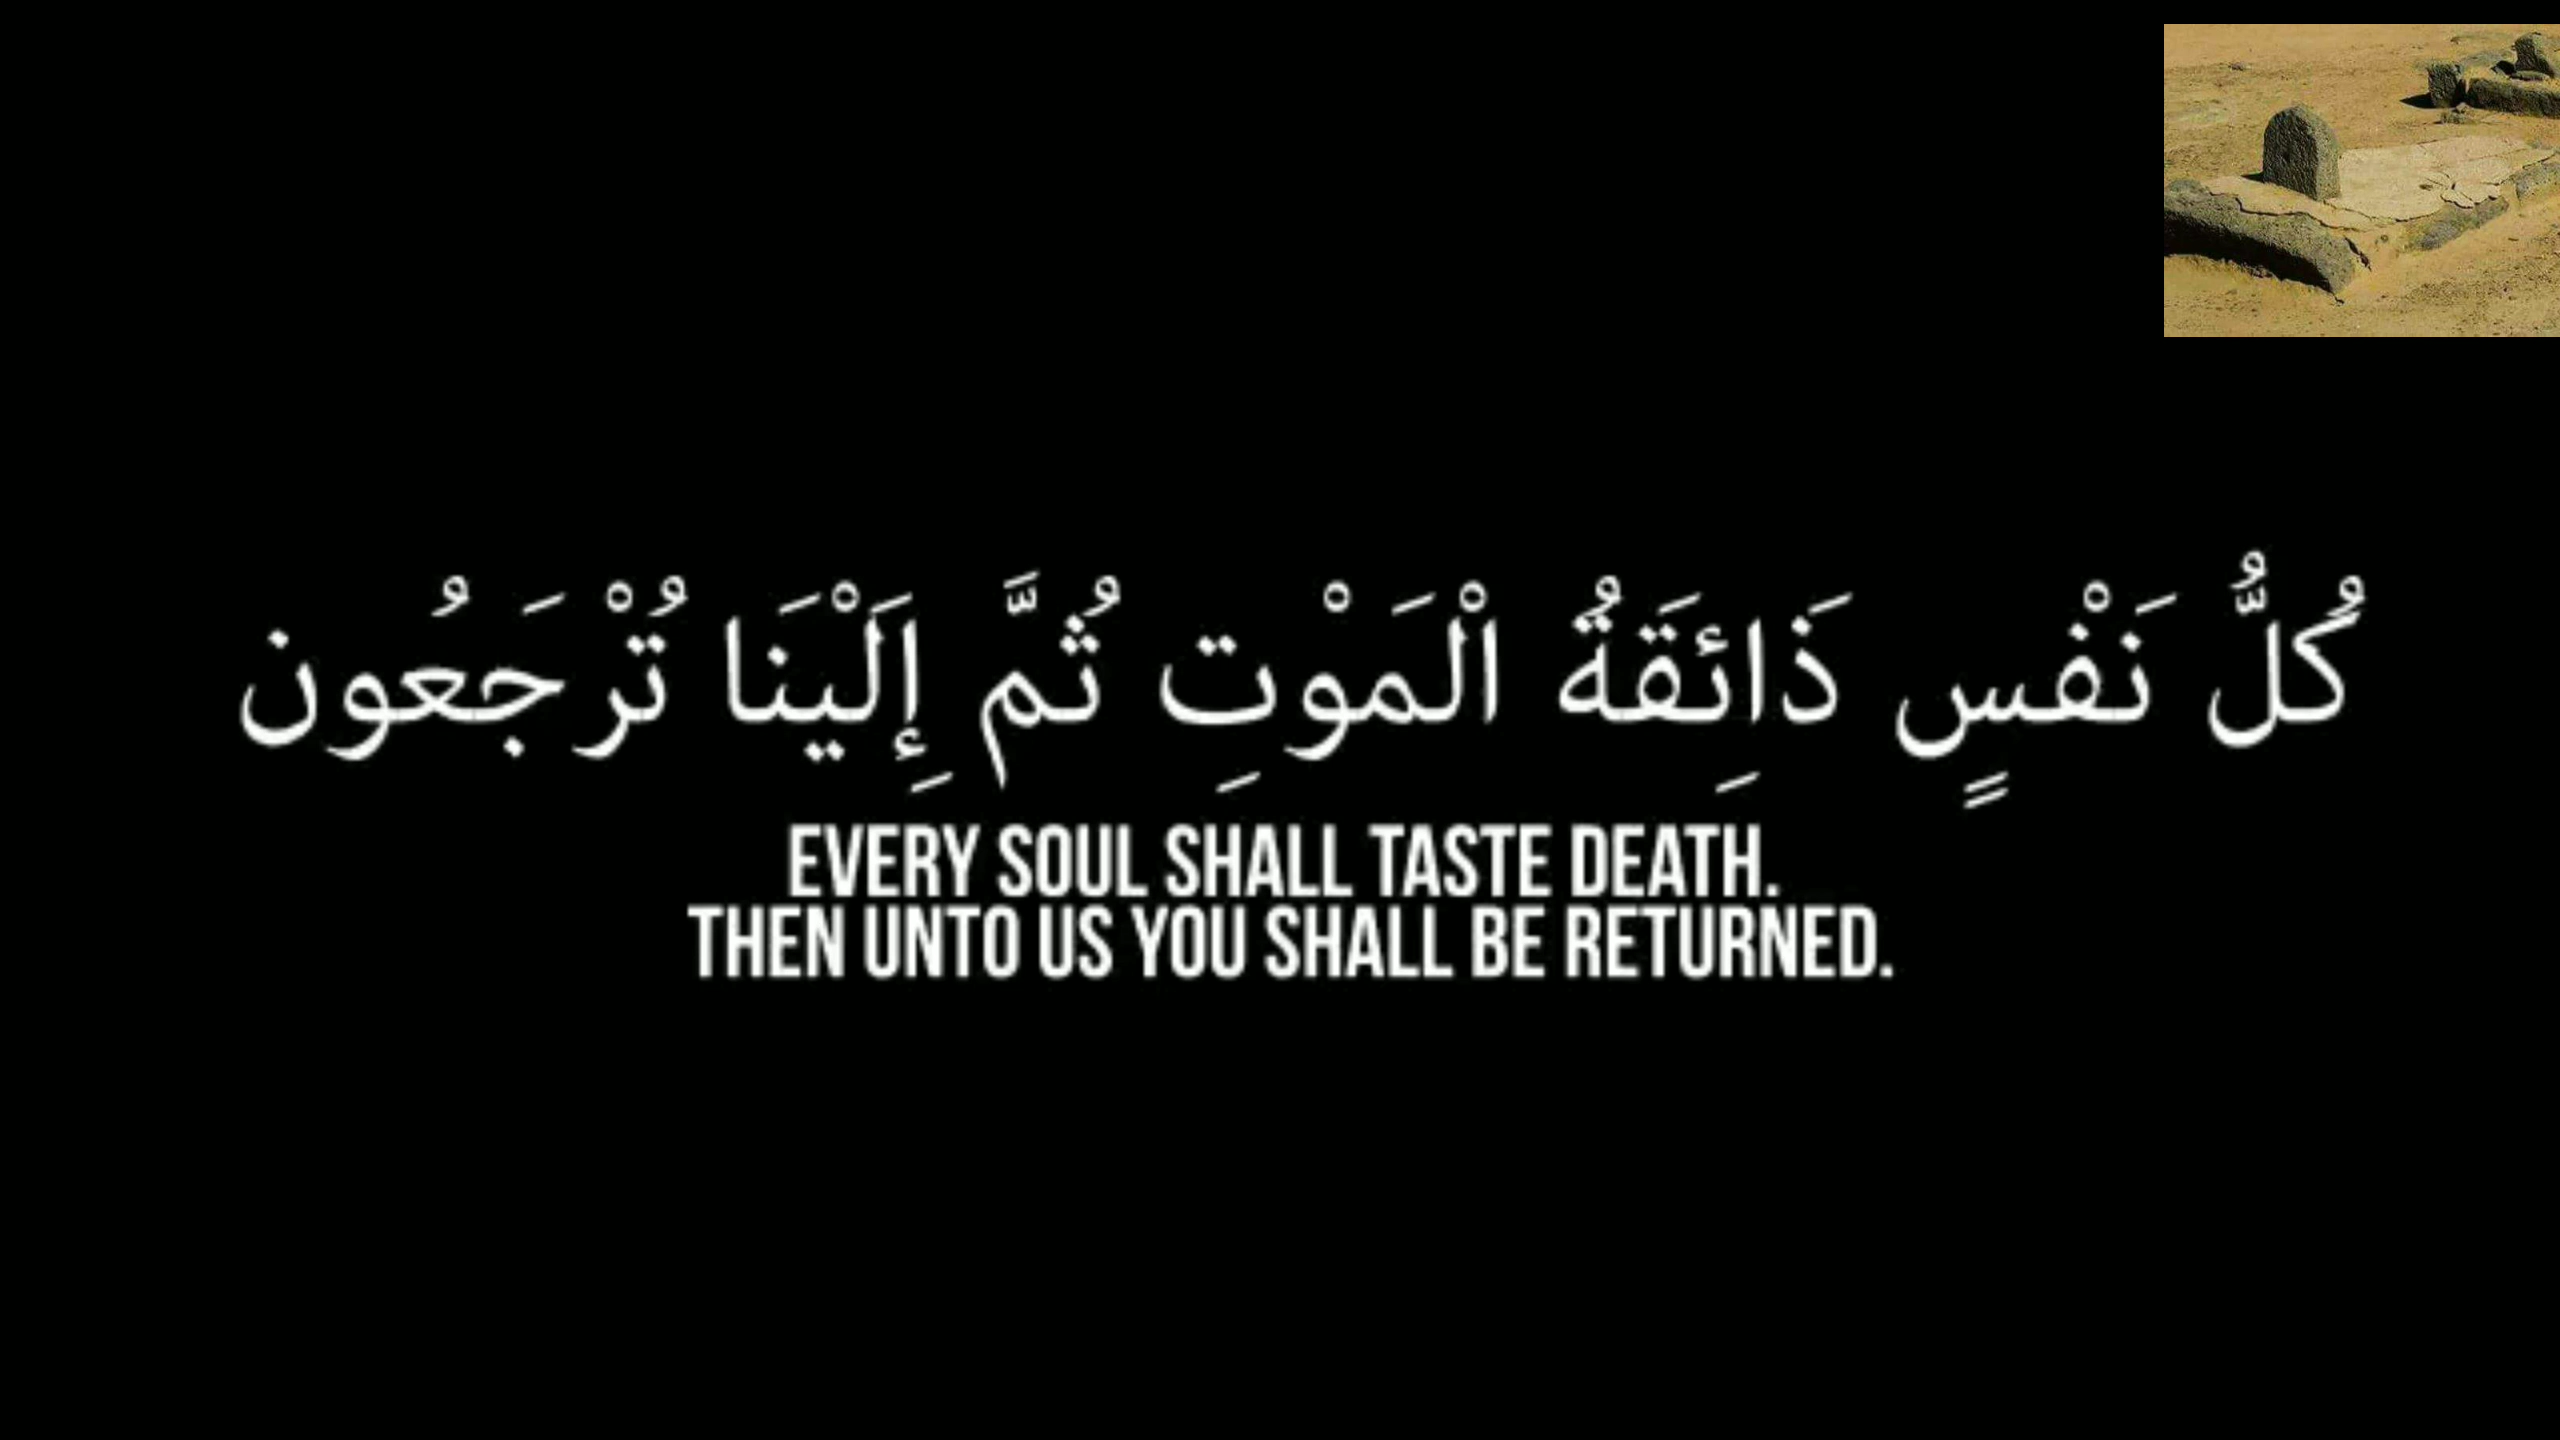 كُلُّ نَفْسٍ ذَائِقَةُ الْمَوْتِ ثُمَّ إِلَيْنَا تُرْجَعُون
EVERY SOUL SHALL TASTE DEATH.
THEN UNTO US YOU SHALL BE RETURNED.